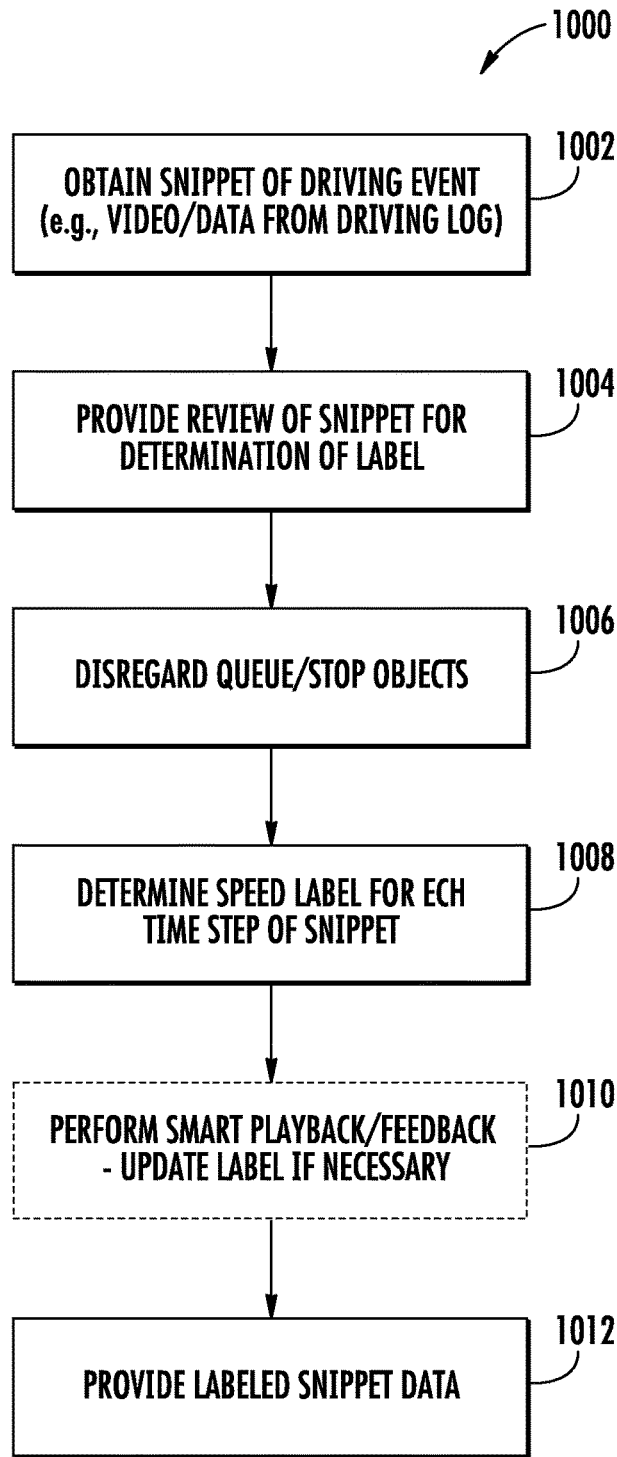 1000
1002
OBTAIN SNIPPET OF DRIVING EVENT
(e.g., VIDEO/DATA FROM DRIVING LOG)
1004
PROVIDE REVIEW OF SNIPPET FOR
DETERMINATION OF LABEL
1006
DISREGARD QUEUE/STOP OBJECTS
1008
DETERMINE SPEED LABEL FOR ECH
TIME STEP OF SNIPPET
1010
PERFORM SMART PLAYBACK/FEEDBACK
- UPDATE LABEL IF NECESSARY
1012
PROVIDE LABELED SNIPPET DATA